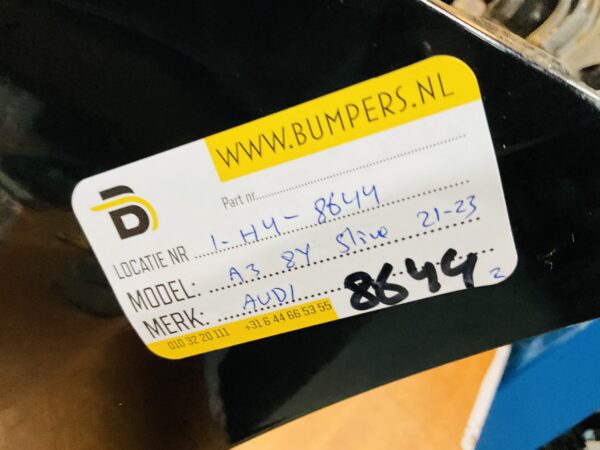 WWW.BUMPERS.NL
Part nr.
LOCATIE NR 1-H4-8644
MODEL: A3 8Y Sline 21-23
MERK: AUDI 8644 2
010 32 20 111 +31 6 44 66 53 55